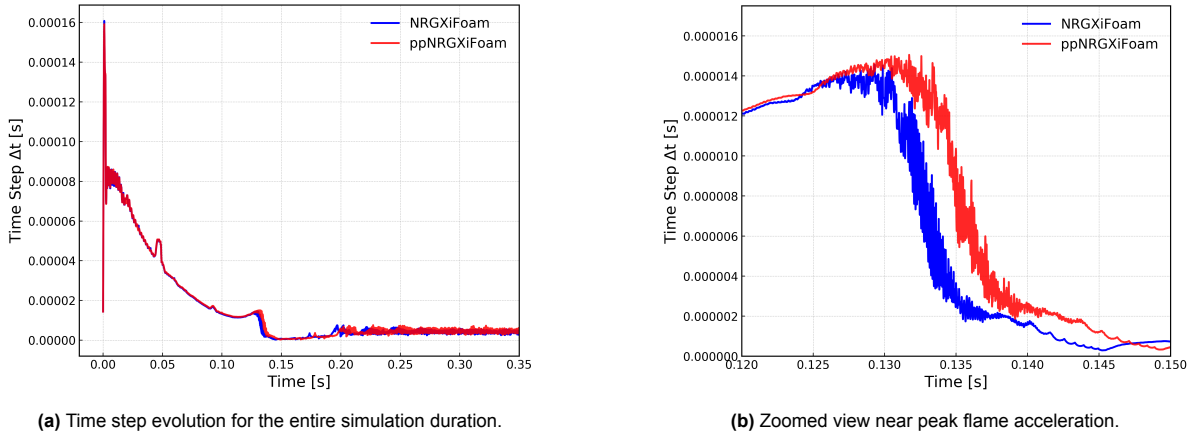 NRGXiFoam
ppNRGXiFoam
Time Step Δt [s]
0.00016
0.00014
0.00012
0.00010
0.00008
0.00006
0.00004
0.00002
0.00000
0.00 0.05 0.10 0.15 0.20 0.25 0.30 0.35
Time [s]
(a) Time step evolution for the entire simulation duration.
NRGXiFoam
ppNRGXiFoam
Time Step Δt [s]
0.000016
0.000014
0.000012
0.000010
0.000008
0.000006
0.000004
0.000002
0.000000
0.120 0.125 0.130 0.135 0.140 0.145 0.150
Time [s]
(b) Zoomed view near peak flame acceleration.